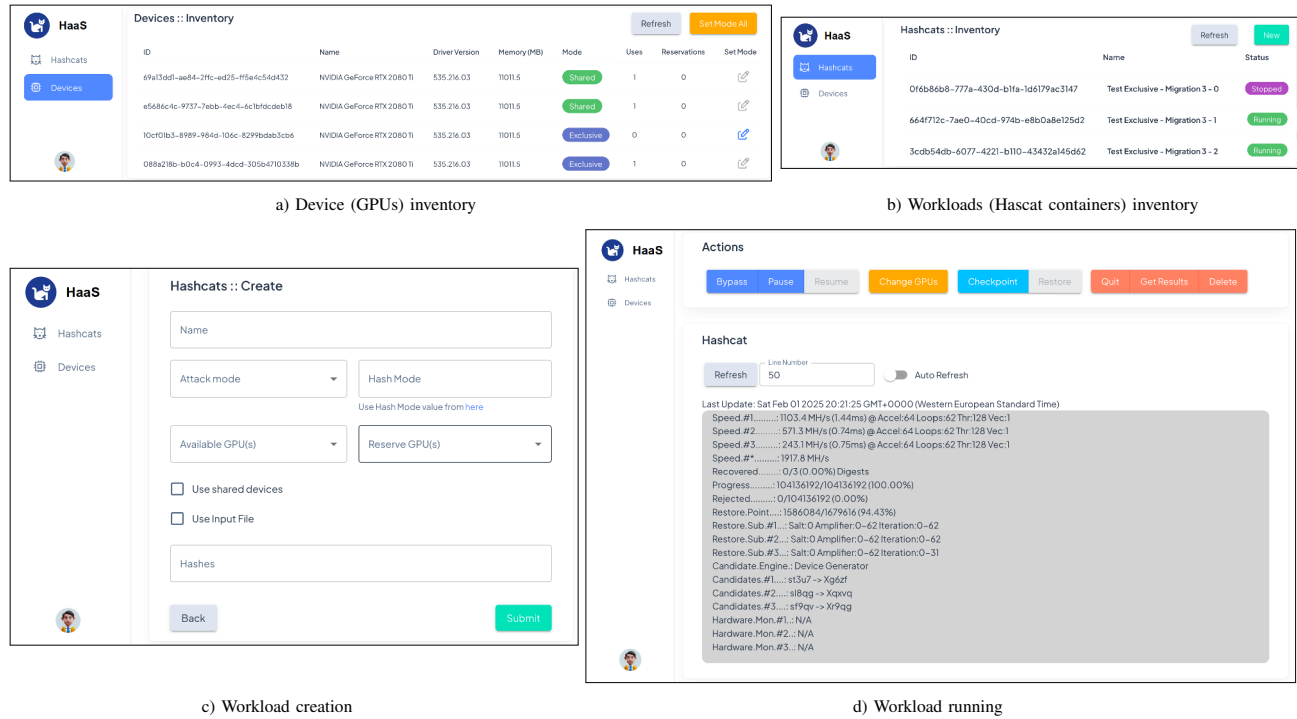 HaaS
Hashcats
Devices
Devices :: Inventory
Refresh
Set Mode All
ID Name Driver Version Memory (MB) Mode Uses Reservations Set Mode
69a13dd1-ae84-2ffc-ed25-ff5e4c54d432 NVIDIA GeForce RTX 2080 Ti 535.216.03 11011.5 Shared 1 0
e5686c4c-9737-7ebb-4ec4-6c1bfdcdeb18 NVIDIA GeForce RTX 2080 Ti 535.216.03 11011.5 Shared 1 0
10cf01b3-8989-984d-106c-8299bdab3cb6 NVIDIA GeForce RTX 2080 Ti 535.216.03 11011.5 Exclusive 0 0
088a218b-b0c4-0993-4dcd-305b4710338b NVIDIA GeForce RTX 2080 Ti 535.216.03 11011.5 Exclusive 1 0
a) Device (GPUs) inventory
HaaS
Hashcats
Devices
Hashcats :: Inventory
Refresh
New
ID Name Status
0f6b86b8-777a-430d-b1fa-1d6179ac3147 Test Exclusive - Migration 3 - 0 Stopped
664f712c-7ae0-40cd-974b-e8b0a8e125d2 Test Exclusive - Migration 3 - 1 Running
3cdb54db-6077-4221-b110-43432a145d62 Test Exclusive - Migration 3 - 2 Running
b) Workloads (Hascat containers) inventory
HaaS
Hashcats
Devices
Hashcats :: Create
Name
Attack mode
Hash Mode
Use Hash Mode value from here
Available GPU(s)
Reserve GPU(s)
Use shared devices
Use Input File
Hashes
Back
Submit
c) Workload creation
HaaS
Hashcats
Devices
Actions
Bypass Pause Resume Change GPUs Checkpoint Restore Quit Get Results Delete
Hashcat
Refresh
Line Number
50
Auto Refresh
Last Update: Sat Feb 01 2025 20:21:25 GMT+0000 (Western European Standard Time)
Speed.#1.........: 1103.4 MH/s (1.44ms) @ Accel:64 Loops:62 Thr:128 Vec:1
Speed.#2.........: 571.3 MH/s (0.74ms) @ Accel:64 Loops:62 Thr:128 Vec:1
Speed.#3.........: 243.1 MH/s (0.75ms) @ Accel:64 Loops:62 Thr:128 Vec:1
Speed.#*.........: 1917.8 MH/s
Recovered........: 0/3 (0.00%) Digests
Progress.........: 104136192/104136192 (100.00%)
Rejected.........: 0/104136192 (0.00%)
Restore.Point....: 1586084/1679616 (94.43%)
Restore.Sub.#1...: Salt:0 Amplifier:0-62 Iteration:0-62
Restore.Sub.#2...: Salt:0 Amplifier:0-62 Iteration:0-62
Restore.Sub.#3...: Salt:0 Amplifier:0-62 Iteration:0-31
Candidate.Engine.: Device Generator
Candidates.#1....: st3u7 -> Xg6zf
Candidates.#2....: sl8qg -> Xqxvq
Candidates.#3....: sf9qv -> Xr9qg
Hardware.Mon.#1..: N/A
Hardware.Mon.#2..: N/A
Hardware.Mon.#3..: N/A
d) Workload running